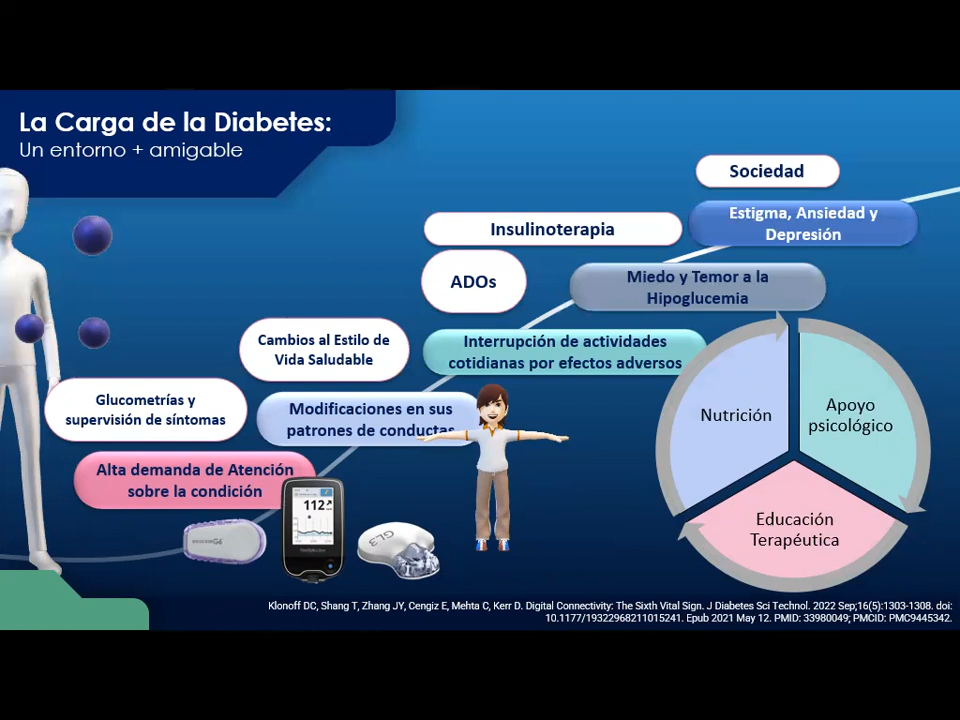 La Carga de la Diabetes:
Un entorno + amigable
Sociedad
Estigma, Ansiedad y
Depresión
Insulinoterapia
ADOs
Miedo y Temor a la
Hipoglucemia
Cambios al Estilo de
Vida Saludable
Interrupción de actividades
cotidianas por efectos adversos
Glucometrías y
supervisión de síntomas
Modificaciones en sus
patrones de conductas
Alta demanda de Atención
sobre la condición
112
G6
GL3
Nutrición
Apoyo
psicológico
Educación
Terapéutica
Klonoff DC, Shang T, Zhang JY, Cengiz E, Mehta C, Kerr D. Digital Connectivity: The Sixth Vital Sign. J Diabetes Sci Technol. 2022 Sep;16(5):1303-1308. doi:
10.1177/19322968211015241. Epub 2021 May 12. PMID: 33980049; PMCID: PMC9445342.